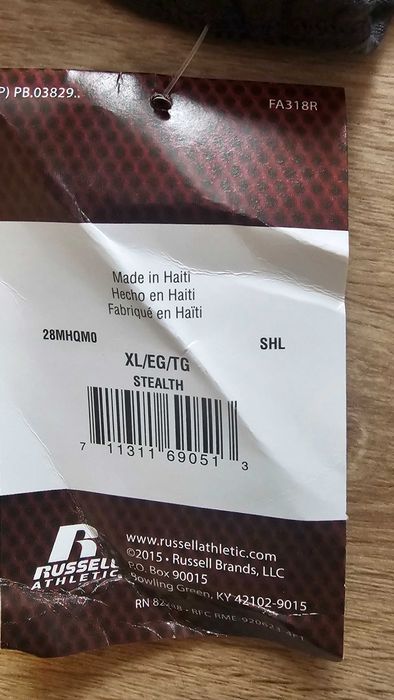 P) PB.03829..
FA318R
Made in Haiti
Hecho en Haiti
Fabriqué en Haïti
28MHQM0
SHL
XL/EG/TG
STEALTH
7 11311 69051 3
R
RUSSELL
ATHLETIC
www.russellathletic.com
©2015 • Russell Brands, LLC
P.O. Box 90015
Bowling Green, KY 42102-9015
RFC RME